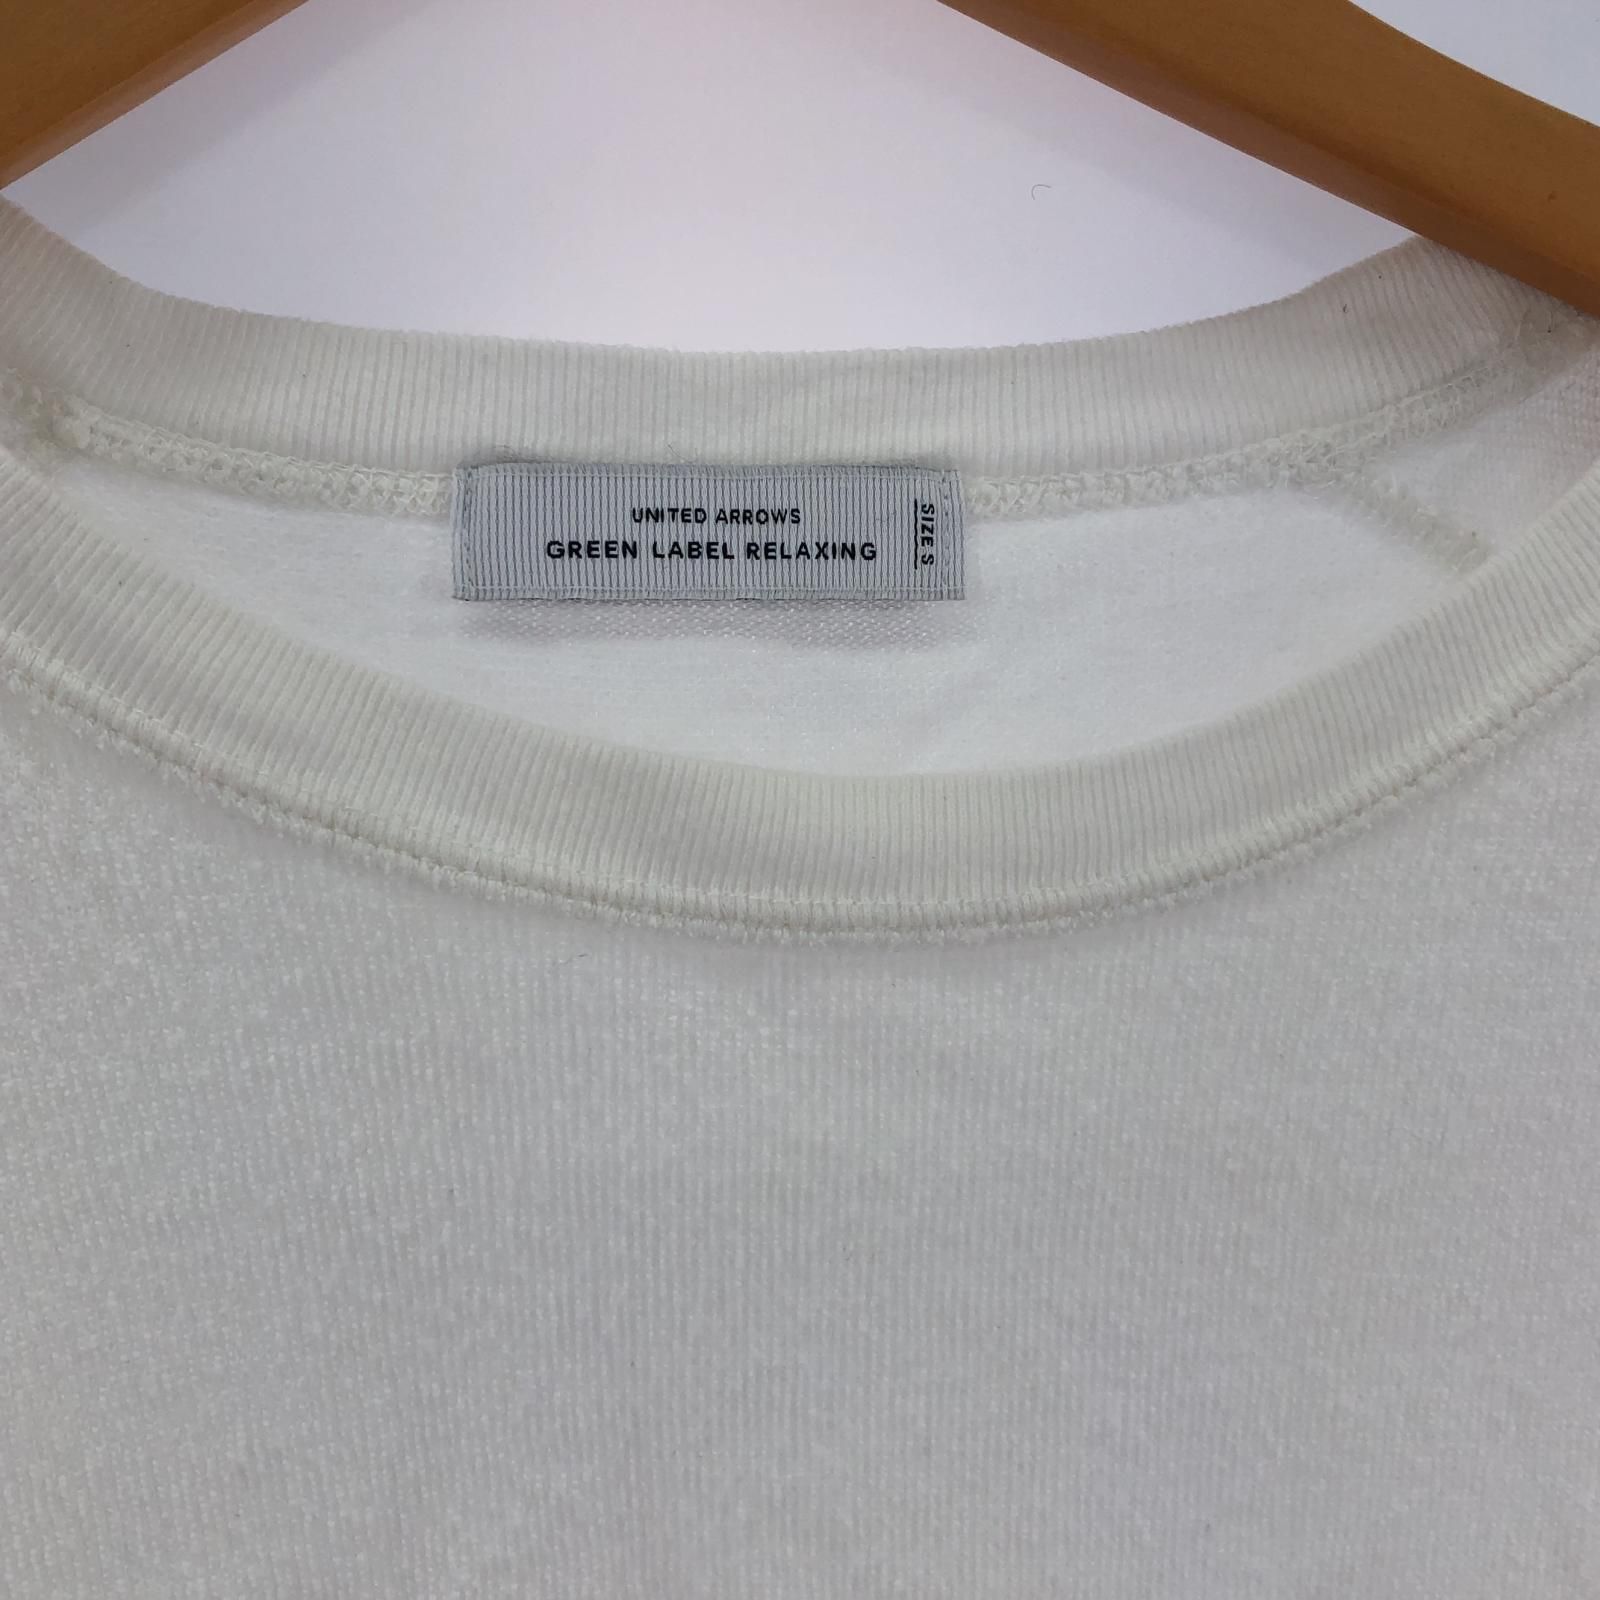 UNITED ARROWS
GREEN LABEL RELAXING
SIZE S